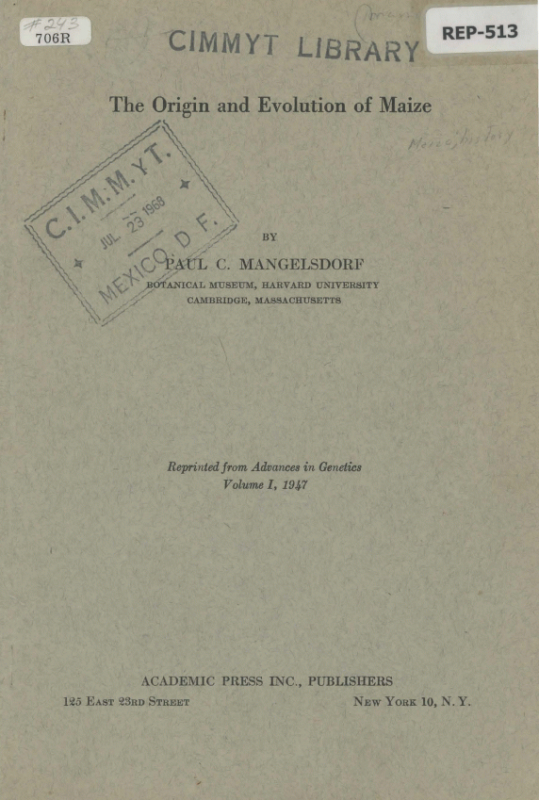 # 243
706R
CIMMYT LIBRARY
REP-513
The Origin and Evolution of Maize
C.I.M.M.Y.T.
JUL 23 1968
MEXICO, D. F.
BY
PAUL C. MANGELSDORF
BOTANICAL MUSEUM, HARVARD UNIVERSITY
CAMBRIDGE, MASSACHUSETTS
Reprinted from Advances in Genetics
Volume I, 1947
ACADEMIC PRESS INC., PUBLISHERS
125 EAST 23RD STREET
NEW YORK 10, N. Y.